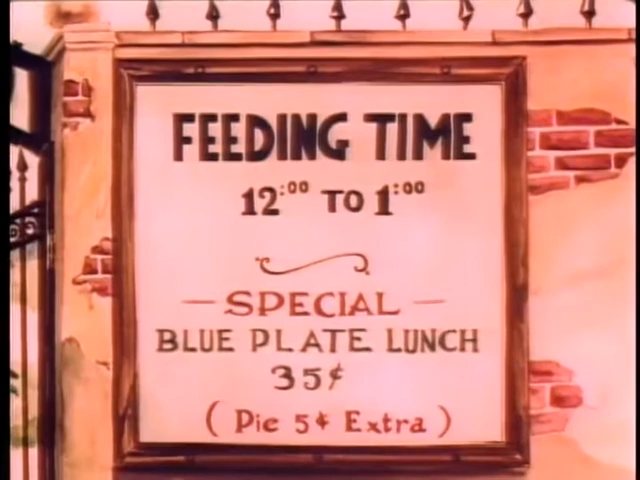 FEEDING TIME
12:00 TO 1:00
— SPECIAL —
BLUE PLATE LUNCH
35¢
(Pie 5¢ Extra)